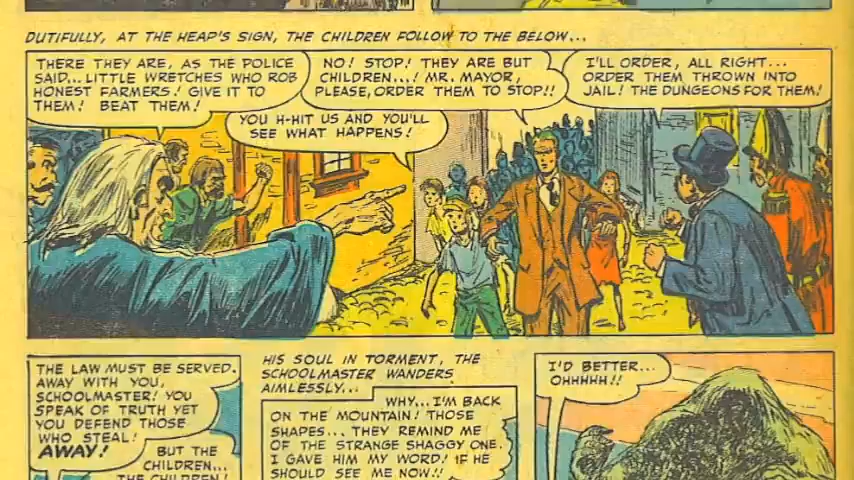 DUTIFULLY, AT THE HEAP'S SIGN, THE CHILDREN FOLLOW TO THE BELOW...
THERE THEY ARE, AS THE POLICE
SAID... LITTLE WRETCHES WHO ROB
HONEST FARMERS! GIVE IT TO
THEM! BEAT THEM!
NO! STOP! THEY ARE BUT
CHILDREN...! MR. MAYOR,
PLEASE, ORDER THEM TO STOP!!
I'LL ORDER, ALL RIGHT...
ORDER THEM THROWN INTO
JAIL! THE DUNGEONS FOR THEM!
YOU H-HIT US AND YOU'LL
SEE WHAT HAPPENS!
THE LAW MUST BE SERVED.
AWAY WITH YOU,
SCHOOLMASTER! YOU
SPEAK OF TRUTH YET
YOU DEFEND THOSE
WHO STEAL!
AWAY!
BUT THE
CHILDREN...
THE CHILDREN!
HIS SOUL IN TORMENT, THE
SCHOOLMASTER WANDERS
AIMLESSLY...
WHY... I'M BACK
ON THE MOUNTAIN! THOSE
SHAPES... THEY REMIND ME
OF THE STRANGE SHAGGY ONE.
I GAVE HIM MY WORD! IF HE
SHOULD SEE ME NOW!!
I'D BETTER...
OHHHHH!!